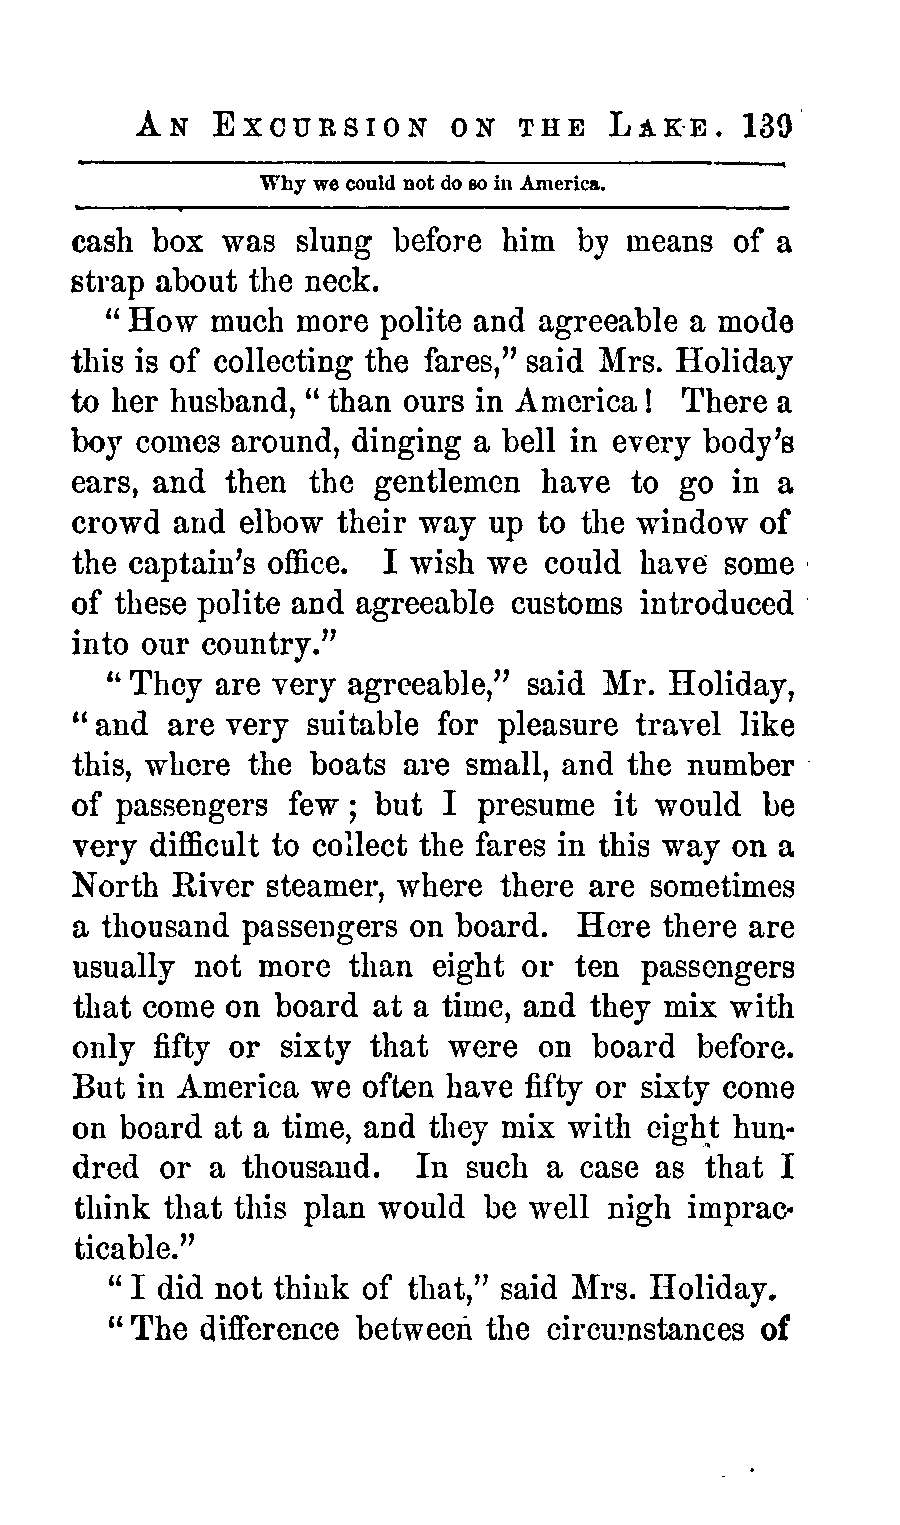 AN EXCURSION ON THE LAKE. 139
Why we could not do so in America.
cash box was slung before him by means of a
strap about the neck.
“How much more polite and agreeable a mode
this is of collecting the fares,” said Mrs. Holiday
to her husband, “than ours in America! There a
boy comes around, dinging a bell in every body’s
ears, and then the gentlemen have to go in a
crowd and elbow their way up to the window of
the captain’s office. I wish we could have some
of these polite and agreeable customs introduced
into our country.”
“They are very agreeable,” said Mr. Holiday,
“and are very suitable for pleasure travel like
this, where the boats are small, and the number
of passengers few; but I presume it would be
very difficult to collect the fares in this way on a
North River steamer, where there are sometimes
a thousand passengers on board. Here there are
usually not more than eight or ten passengers
that come on board at a time, and they mix with
only fifty or sixty that were on board before.
But in America we often have fifty or sixty come
on board at a time, and they mix with eight hun-
dred or a thousand. In such a case as that I
think that this plan would be well nigh imprac-
ticable.”
“I did not think of that,” said Mrs. Holiday.
“The difference between the circumstances of